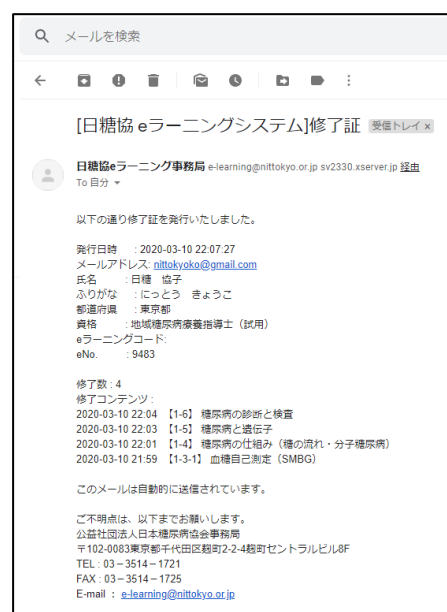 メールを検索
[日糖協 eラーニングシステム]修了証 受信トレイ ×
日糖協eラーニング事務局 e-learning@nittokyo.or.jp sv2330.xserver.jp 経由
To 自分
以下の通り修了証を発行いたしました。
発行日時 : 2020-03-10 22:07:27
メールアドレス: nittokyoko@gmail.com
氏名 : 日糖 協子
ふりがな : にっとう きょうこ
都道府県 : 東京都
資格 : 地域糖尿病療養指導士（試用）
eラーニングコード:
eNo. : 9483
修了数 : 4
修了コンテンツ :
2020-03-10 22:04 【1-6】 糖尿病の診断と検査
2020-03-10 22:03 【1-5】 糖尿病と遺伝子
2020-03-10 22:01 【1-4】 糖尿病の仕組み（糖の流れ・分子糖尿病）
2020-03-10 21:59 【1-3-1】 血糖自己測定（SMBG）
このメールは自動的に送信されています。
ご不明点は、以下までお願いします。
公益社団法人日本糖尿病協会事務局
〒102-0083東京都千代田区麹町2-2-4麹町セントラルビル8F
TEL : 03－3514－1721
FAX : 03－3514－1725
E-mail ： e-learning@nittokyo.or.jp